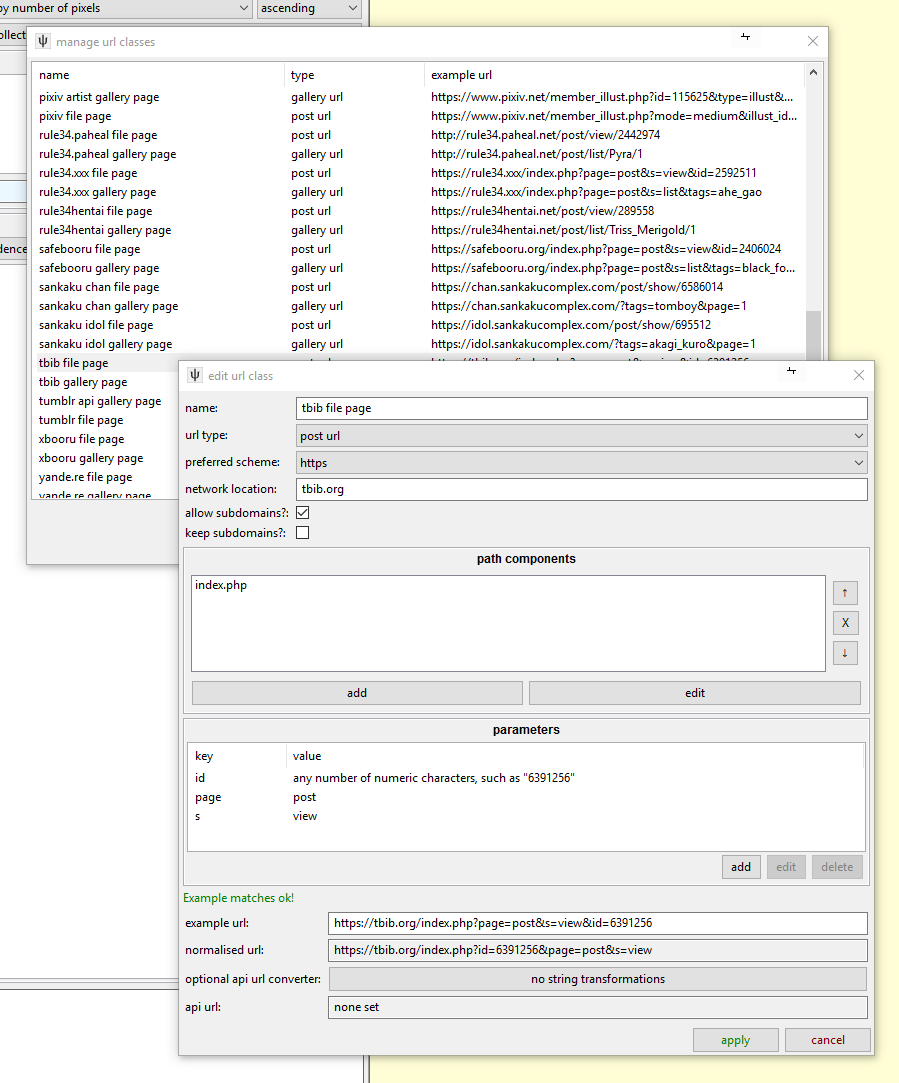 by number of pixels ascending
ollect
manage url classes
name type example url
pixiv artist gallery page gallery url https://www.pixiv.net/member_illust.php?id=115625&type=illust&...
pixiv file page post url https://www.pixiv.net/member_illust.php?mode=medium&illust_id...
rule34.paheal file page post url http://rule34.paheal.net/post/view/2442974
rule34.paheal gallery page gallery url http://rule34.paheal.net/post/list/Pyra/1
rule34.xxx file page post url https://rule34.xxx/index.php?page=post&s=view&id=2592511
rule34.xxx gallery page gallery url https://rule34.xxx/index.php?page=post&s=list&tags=ahe_gao
rule34hentai file page post url https://rule34hentai.net/post/view/289558
rule34hentai gallery page gallery url https://rule34hentai.net/post/list/Triss_Merigold/1
dence
safebooru file page post url https://safebooru.org/index.php?page=post&s=view&id=2406024
safebooru gallery page gallery url https://safebooru.org/index.php?page=post&s=list&tags=black_fo...
sankaku chan file page post url https://chan.sankakucomplex.com/post/show/6586014
sankaku chan gallery page gallery url https://chan.sankakucomplex.com/?tags=tomboy&page=1
sankaku idol file page post url https://idol.sankakucomplex.com/post/show/695512
sankaku idol gallery page gallery url https://idol.sankakucomplex.com/?tags=akagi_kuro&page=1
tbib file page
tbib gallery page
tumblr api gallery page
tumblr file page
xbooru file page
xbooru gallery page
yande.re file page
yande.re gallery page
edit url class
name: tbib file page
url type: post url
preferred scheme: https
network location: tbib.org
allow subdomains?:
keep subdomains?:
path components
index.php
↑
X
↓
add edit
parameters
key value
id any number of numeric characters, such as "6391256"
page post
s view
add edit delete
Example matches ok!
example url: https://tbib.org/index.php?page=post&s=view&id=6391256
normalised url: https://tbib.org/index.php?id=6391256&page=post&s=view
optional api url converter: no string transformations
api url: none set
apply cancel